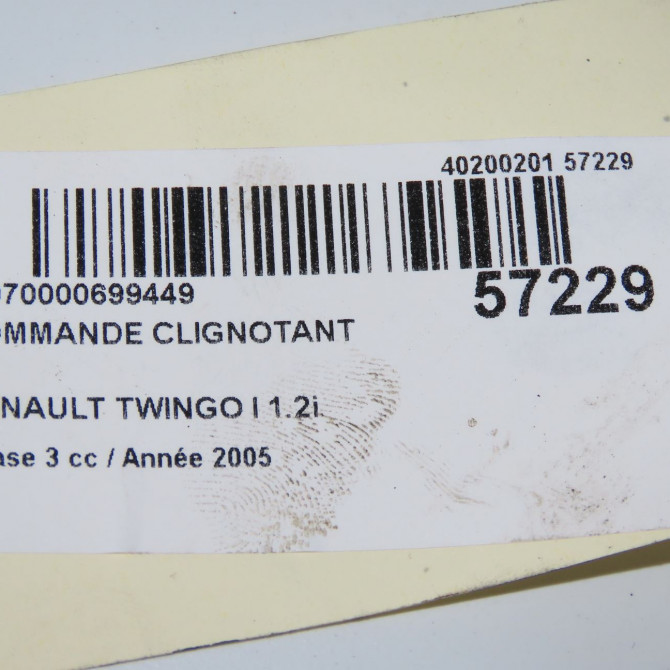 40200201 57229
070000699449
57229
OMMANDE CLIGNOTANT
NAULT TWINGO I 1.2i.
ase 3 cc / Année 2005